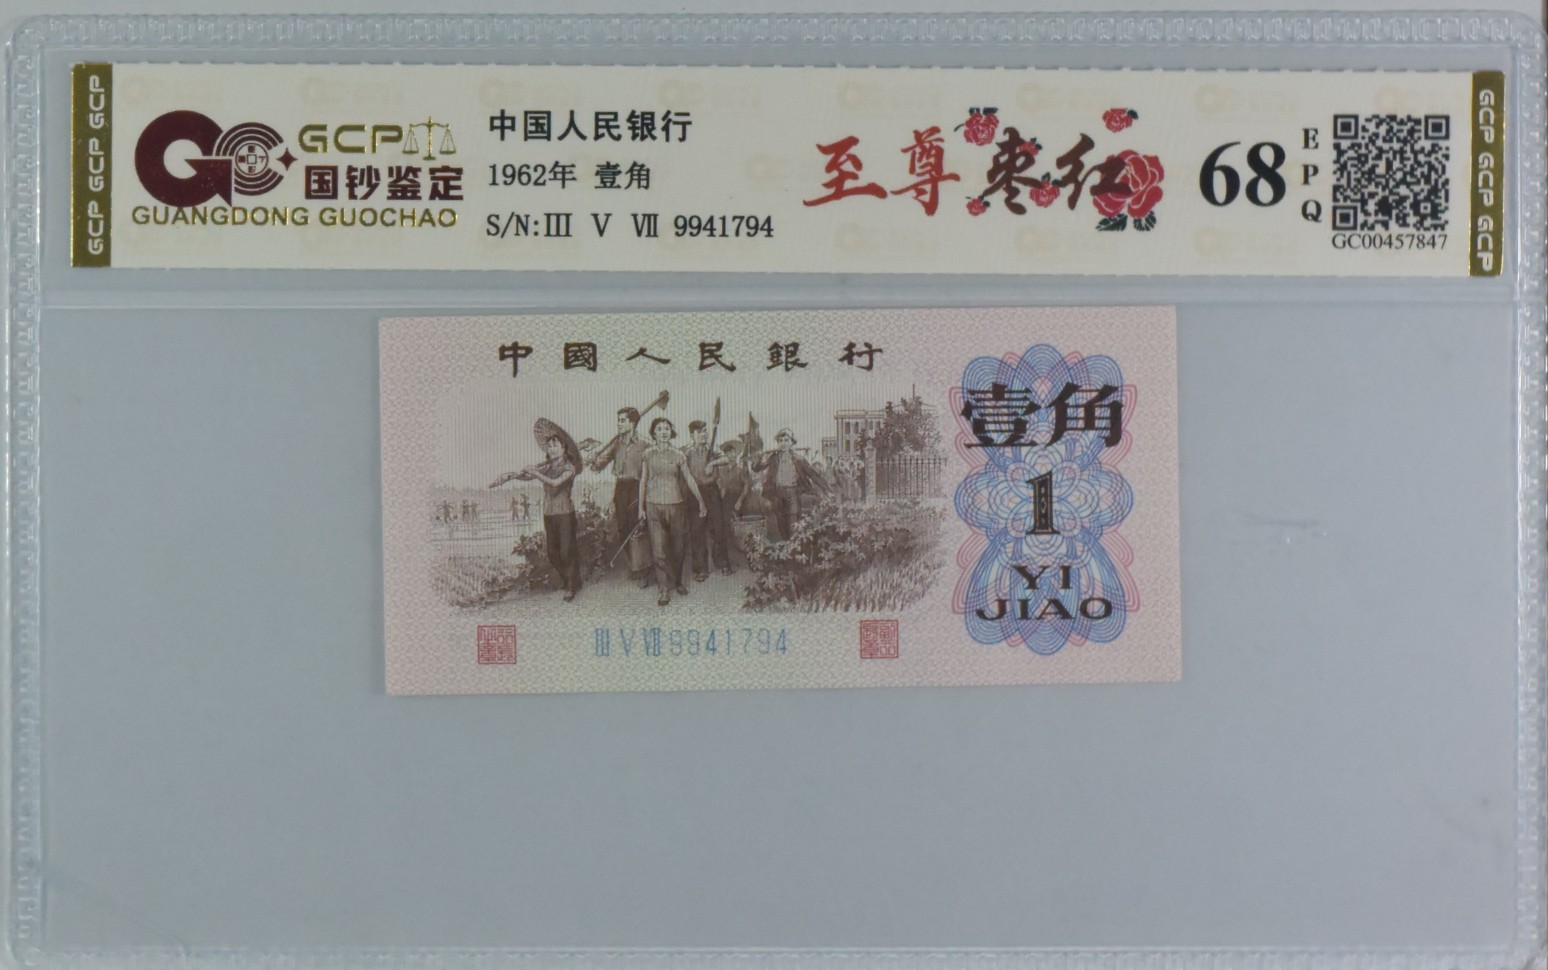 GCP GCP GCP
GCP
国钞鉴定
GUANGDONG GUOCHAO
中国人民银行
1962年 壹角
S/N:Ⅲ Ⅴ Ⅶ 9941794
至尊枣红
68
EPQ
GC00457847
GCP GCP GCP
中國人民銀行
壹角
1
YI
JIAO
Ⅲ Ⅴ Ⅶ 9941794